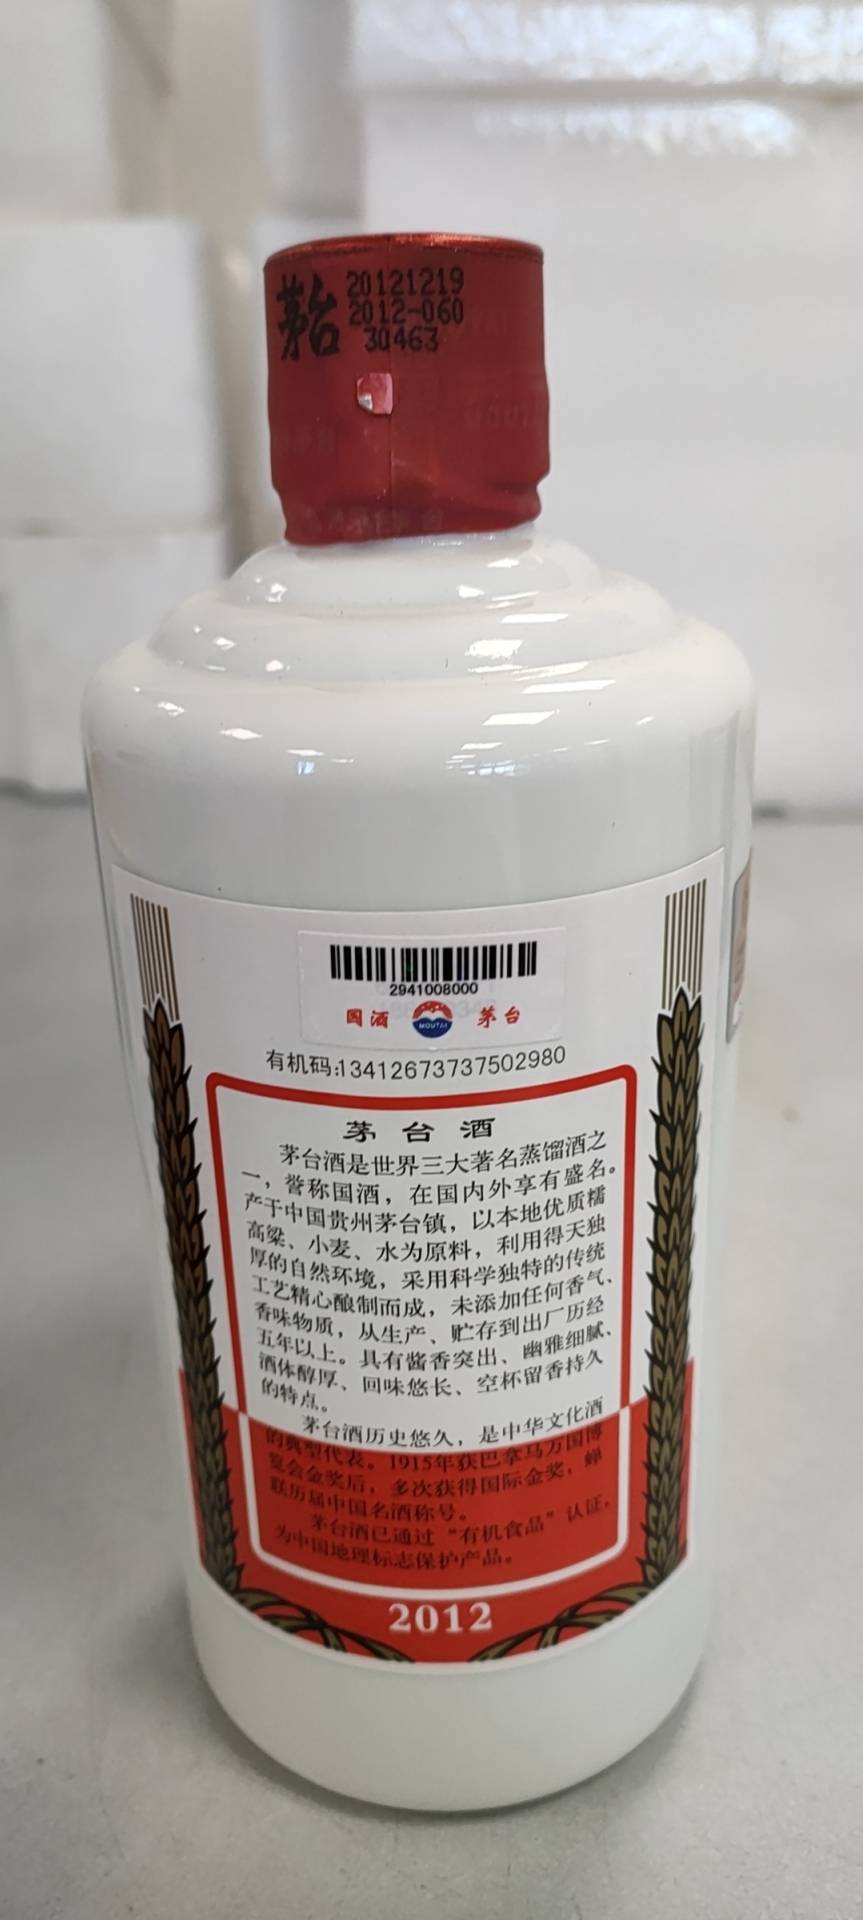 茅台
20121219
2012-060
30463
2941008000
国酒
MOUTAI
茅台
有机码:13412673737502980
茅台酒
茅台酒是世界三大著名蒸馏酒之
一，誉称国酒，在国内外享有盛名。
产于中国贵州茅台镇，以本地优质糯
高粱、小麦、水为原料，利用得天独
厚的自然环境，采用科学独特的传统
工艺精心酿制而成，未添加任何香气、
香味物质，从生产、贮存到出厂历经
五年以上。具有酱香突出、幽雅细腻、
酒体醇厚、回味悠长、空杯留香持久
的特点。
茅台酒历史悠久，是中华文化酒
的典型代表。1915年获巴拿马万国博
览会金奖后，多次获得国际金奖，蝉
联历届中国名酒称号。
茅台酒已通过“有机食品”认证，
为中国地理标志保护产品。
2012